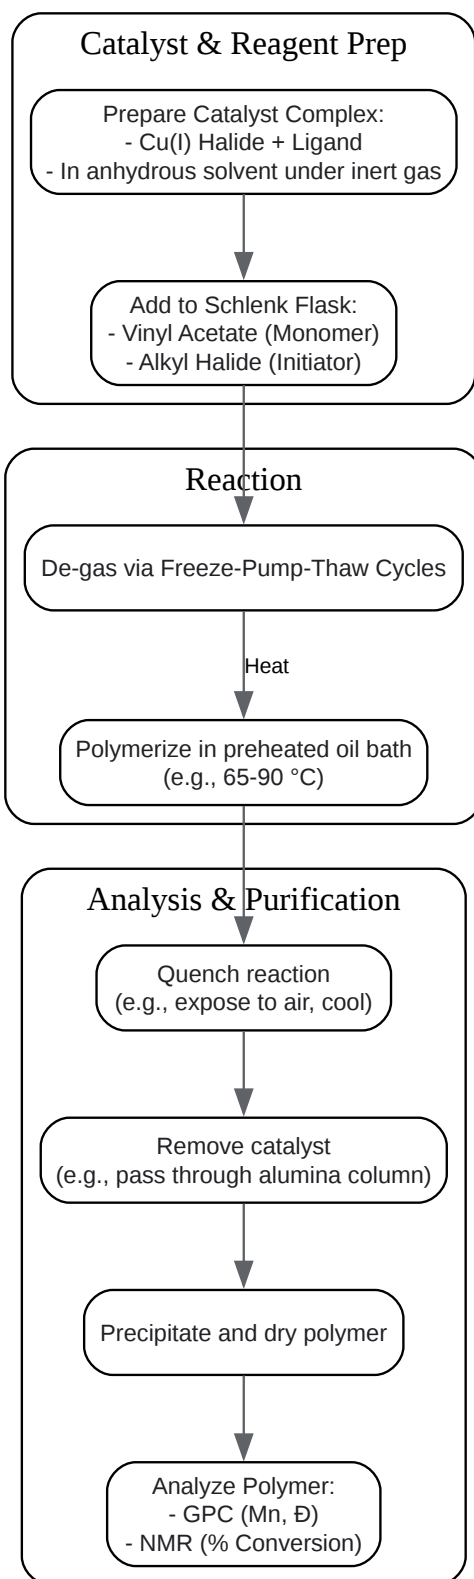 Catalyst & Reagent Prep
Prepare Catalyst Complex:
- Cu(I) Halide + Ligand
- In anhydrous solvent under inert gas
Add to Schlenk Flask:
- Vinyl Acetate (Monomer)
- Alkyl Halide (Initiator)
Reaction
De-gas via Freeze-Pump-Thaw Cycles
Heat
Polymerize in preheated oil bath
(e.g., 65-90 °C)
Analysis & Purification
Quench reaction
(e.g., expose to air, cool)
Remove catalyst
(e.g., pass through alumina column)
Precipitate and dry polymer
Analyze Polymer:
- GPC (Mn, Đ)
- NMR (% Conversion)